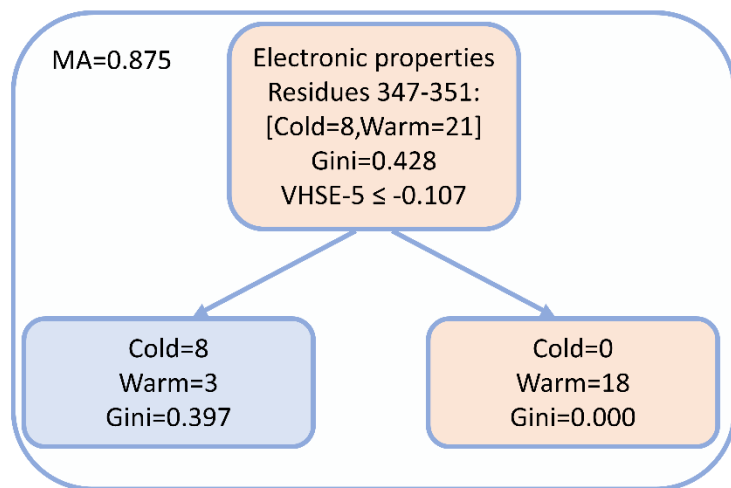 MA=0.875
Electronic properties
Residues 347-351:
[Cold=8,Warm=21]
Gini=0.428
VHSE-5 ≤ -0.107
Cold=8
Warm=3
Gini=0.397
Cold=0
Warm=18
Gini=0.000